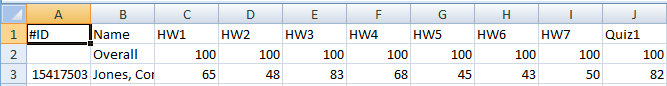 A B C D E F G H I J
1 #ID Name HW1 HW2 HW3 HW4 HW5 HW6 HW7 Quiz1
2 Overall 100 100 100 100 100 100 100 100
3 15417503 Jones, Cor 65 48 83 68 45 43 50 82